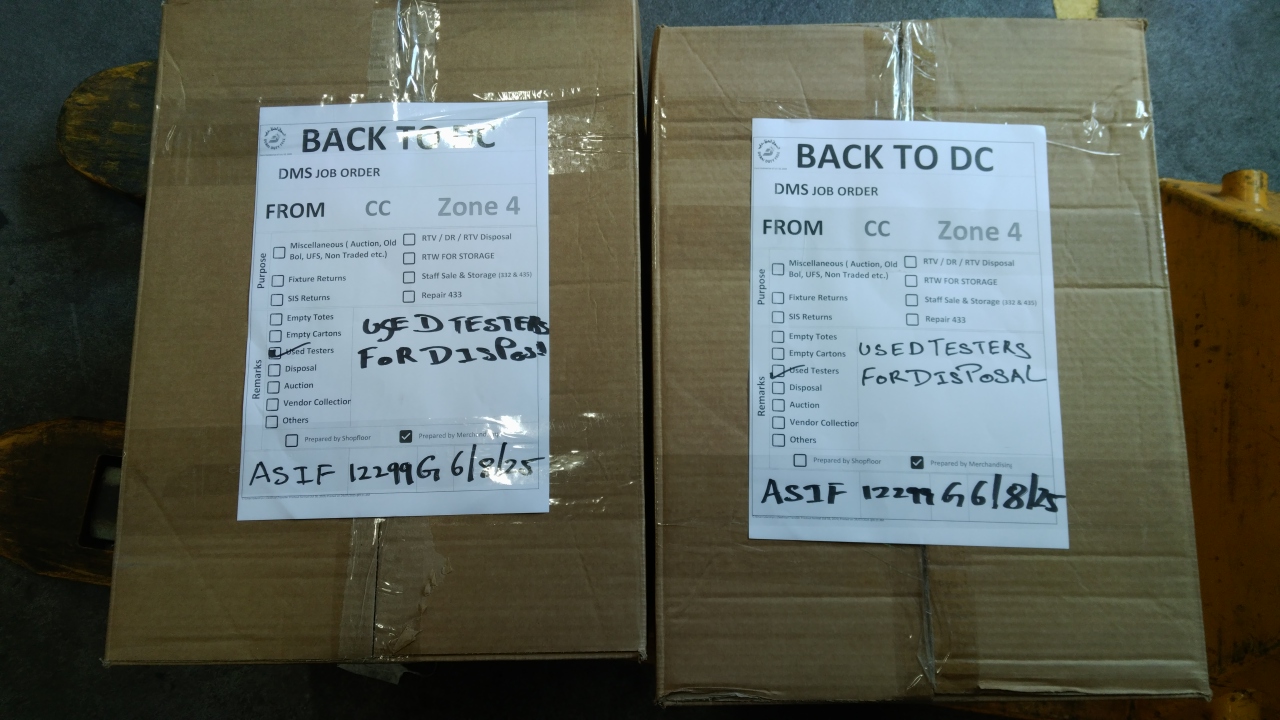 BACK TO DC
DMS JOB ORDER
FROM CC Zone 4
Purpose
Miscellaneous ( Auction, Old Bol, UFS, Non Traded etc.)
Fixture Returns
SIS Returns
RTV / DR / RTV Disposal
RTW FOR STORAGE
Staff Sale & Storage (332 & 435)
Repair 433
Remarks
Empty Totes
Empty Cartons
Used Testers
Disposal
Auction
Vendor Collection
Others
USED TESTERS
FOR DISPOSAL
Prepared by Shopfloor
Prepared by Merchandising
ASIF 12299G 6/8/25
BACK TO DC
DMS JOB ORDER
FROM CC Zone 4
Purpose
Miscellaneous ( Auction, Old
Bol, UFS, Non Traded etc.)
Fixture Returns
SIS Returns
RTV / DR / RTV Disposal
RTW FOR STORAGE
Staff Sale & Storage (332 & 435)
Repair 433
Remarks
Empty Totes
Empty Cartons
Used Testers
Disposal
Auction
Vendor Collection
Others
USED TESTERS
FOR DISPOSAL
Prepared by Shopfloor
Prepared by Merchandising
ASIF 12299 G 6/8/25